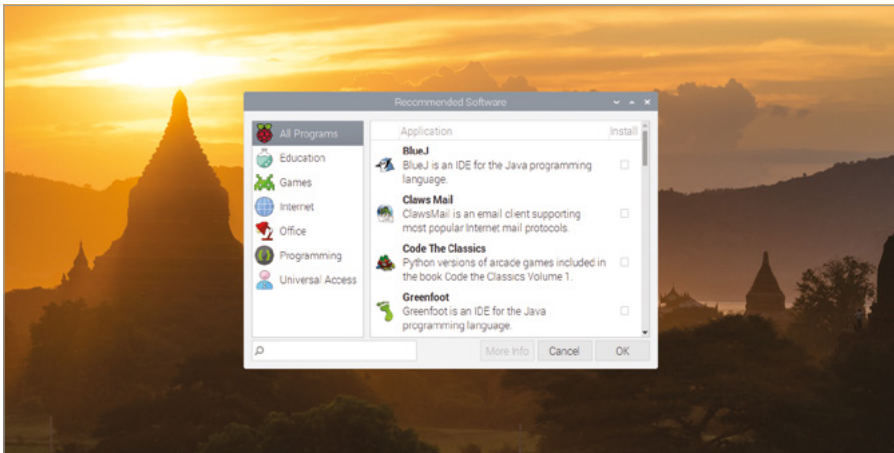 Recommended Software
All Programs
Education
Games
Internet
Office
Programming
Universal Access
Application Install
BlueJ
BlueJ is an IDE for the Java programming
language.
Claws Mail
ClawsMail is an email client supporting
most popular Internet mail protocols.
Code The Classics
Python versions of arcade games included in
the book Code the Classics Volume 1.
Greenfoot
Greenfoot is an IDE for the Java
programming language.
More Info Cancel OK